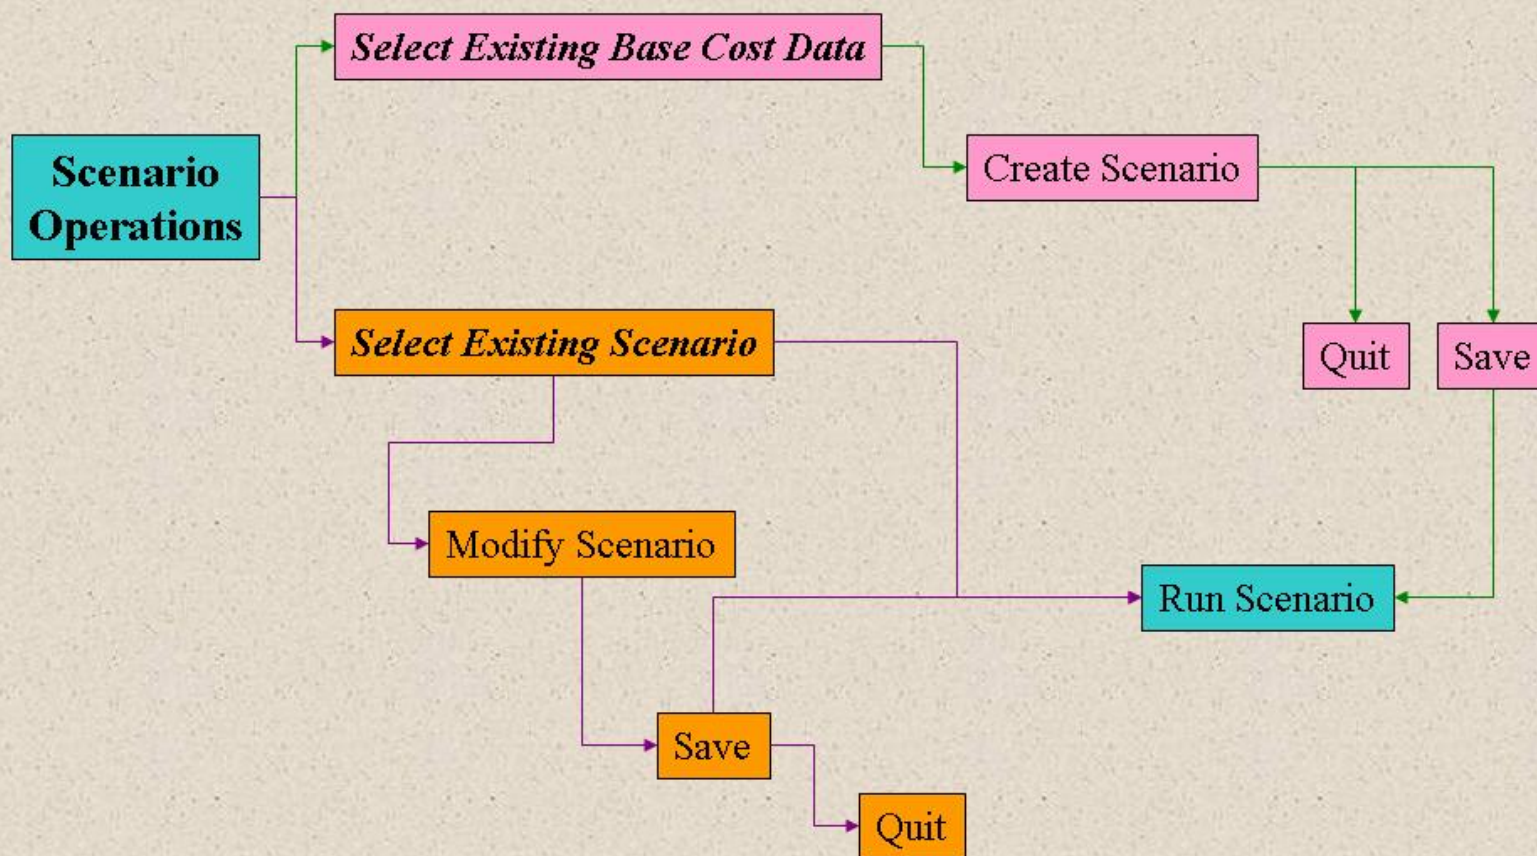 Select Existing Base Cost Data
Scenario
Operations
Create Scenario
Select Existing Scenario
Quit
Save
Modify Scenario
Run Scenario
Save
Quit